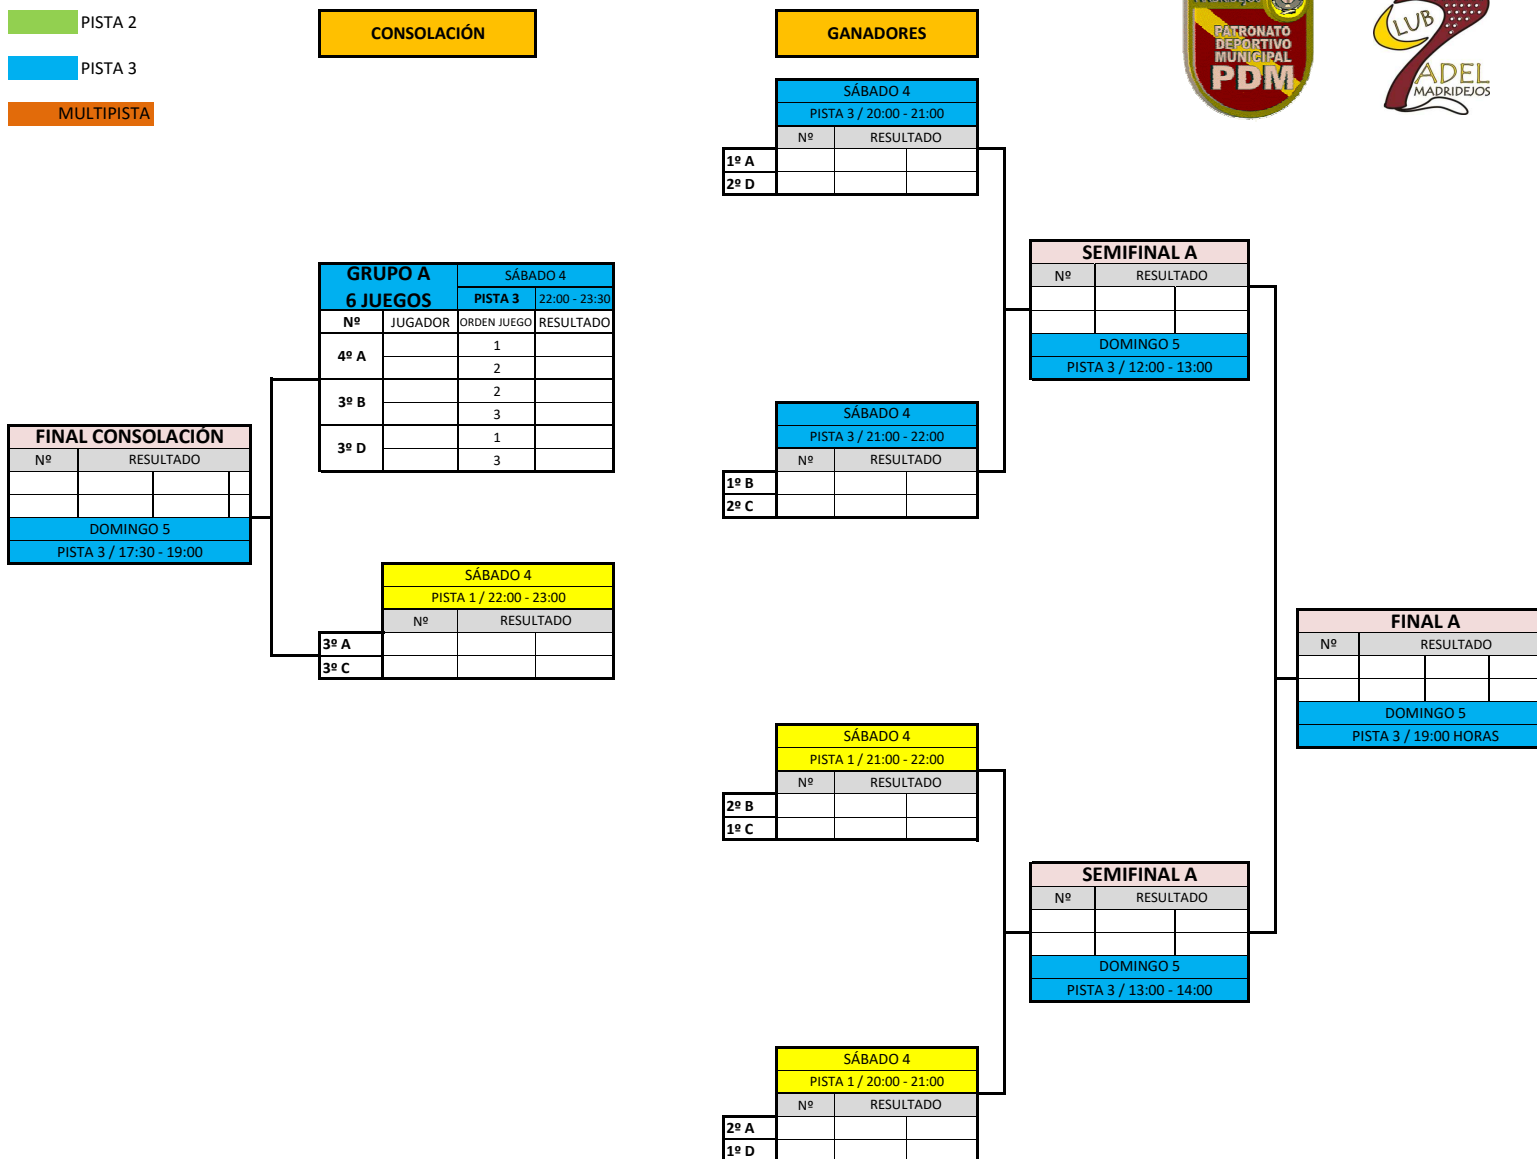 PISTA 2
PISTA 3
MULTIPISTA
CONSOLACIÓN
GANADORES
PATRONATO
DEPORTIVO
MUNICIPAL
PDM
CLUB
ADEL
MADRIDEJOS
SÁBADO 4
PISTA 3 / 20:00 - 21:00
Nº RESULTADO
1º A
2º D
SEMIFINAL A
Nº RESULTADO
DOMINGO 5
PISTA 3 / 12:00 - 13:00
GRUPO A SÁBADO 4
6 JUEGOS PISTA 3 22:00 - 23:30
Nº JUGADOR ORDEN JUEGO RESULTADO
4º A 1
2
3º B 2
3
3º D 1
3
SÁBADO 4
PISTA 3 / 21:00 - 22:00
Nº RESULTADO
1º B
2º C
FINAL CONSOLACIÓN
Nº RESULTADO
DOMINGO 5
PISTA 3 / 17:30 - 19:00
SÁBADO 4
PISTA 1 / 22:00 - 23:00
Nº RESULTADO
3º A
3º C
FINAL A
Nº RESULTADO
DOMINGO 5
PISTA 3 / 19:00 HORAS
SÁBADO 4
PISTA 1 / 21:00 - 22:00
Nº RESULTADO
2º B
1º C
SEMIFINAL A
Nº RESULTADO
DOMINGO 5
PISTA 3 / 13:00 - 14:00
SÁBADO 4
PISTA 1 / 20:00 - 21:00
Nº RESULTADO
2º A
1º D